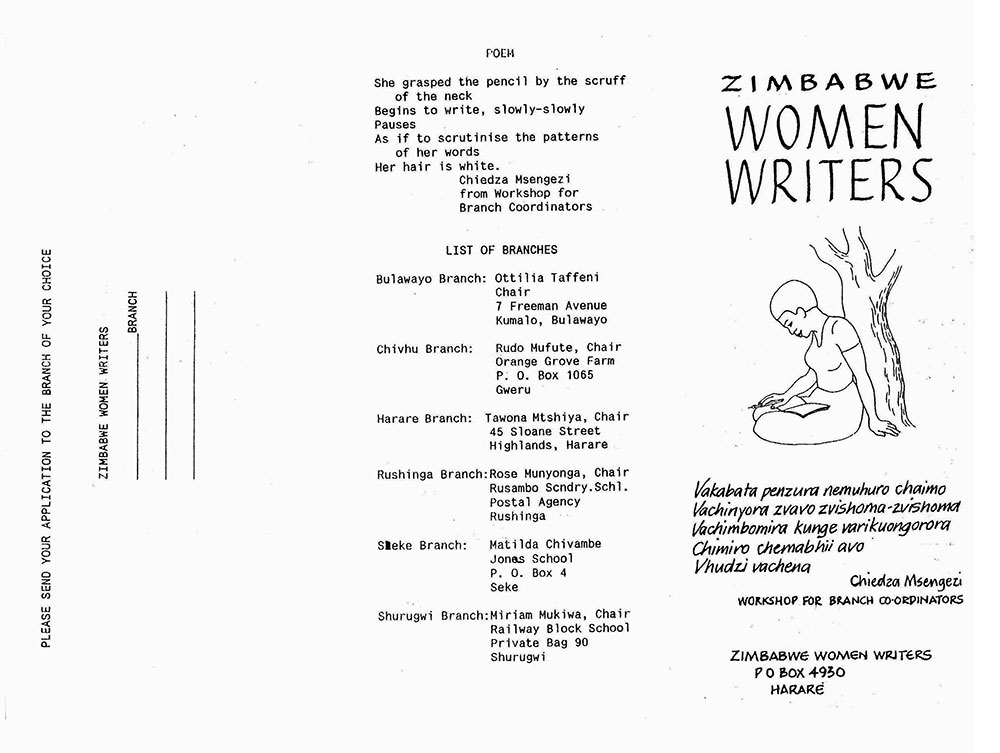 PLEASE SEND YOUR APPLICATION TO THE BRANCH OF YOUR CHOICE
ZIMBABWE WOMEN WRITERS
BRANCH
POEM
She grasped the pencil by the scruff
of the neck
Begins to write, slowly-slowly
Pauses
As if to scrutinise the patterns
of her words
Her hair is white.
Chiedza Msengezi
from Workshop for
Branch Coordinators
LIST OF BRANCHES
Bulawayo Branch: Ottilia Taffeni
Chair
7 Freeman Avenue
Kumalo, Bulawayo
Chivhu Branch: Rudo Mufute, Chair
Orange Grove Farm
P. O. Box 1065
Gweru
Harare Branch: Tawona Mtshiya, Chair
45 Sloane Street
Highlands, Harare
Rushinga Branch:Rose Munyonga, Chair
Rusambo Scndry.Schl.
Postal Agency
Rushinga
Seke Branch: Matilda Chivambe
Jonas School
P. O. Box 4
Seke
Shurugwi Branch:Miriam Mukiwa, Chair
Railway Block School
Private Bag 90
Shurugwi
ZIMBABWE
WOMEN
WRITERS
Vakabata penzura nemuhuro chaimo
Vachinyora zvavo zvishoma-zvishoma
Vachimbomira kunge varikuongorora
Chimiro chemabhii avo
Vhudzi vachena
Chiedza Msengezi
WORKSHOP FOR BRANCH CO-ORDINATORS
ZIMBABWE WOMEN WRITERS
P O BOX 4930
HARARE